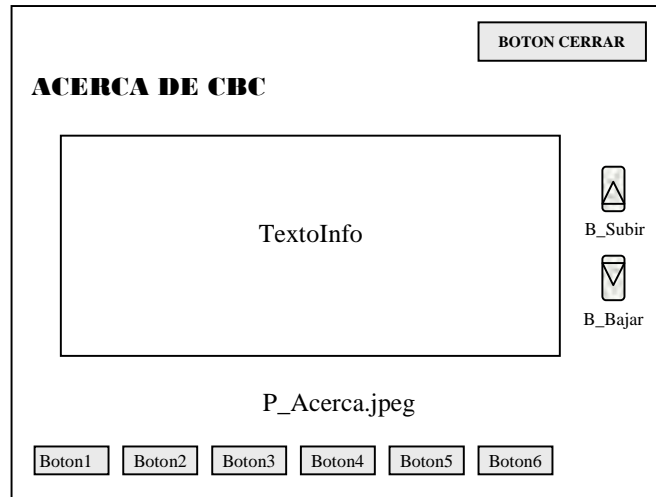 BOTON CERRAR
ACERCA DE CBC
TextoInfo
B_Subir
B_Bajar
P_Acerca.jpeg
Boton1
Boton2
Boton3
Boton4
Boton5
Boton6